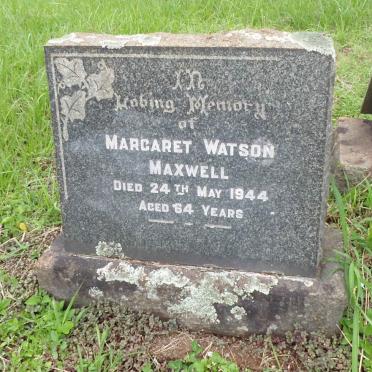 In
Loving Memory
of
MARGARET WATSON
MAXWELL
DIED 24TH MAY 1944
AGED 64 YEARS